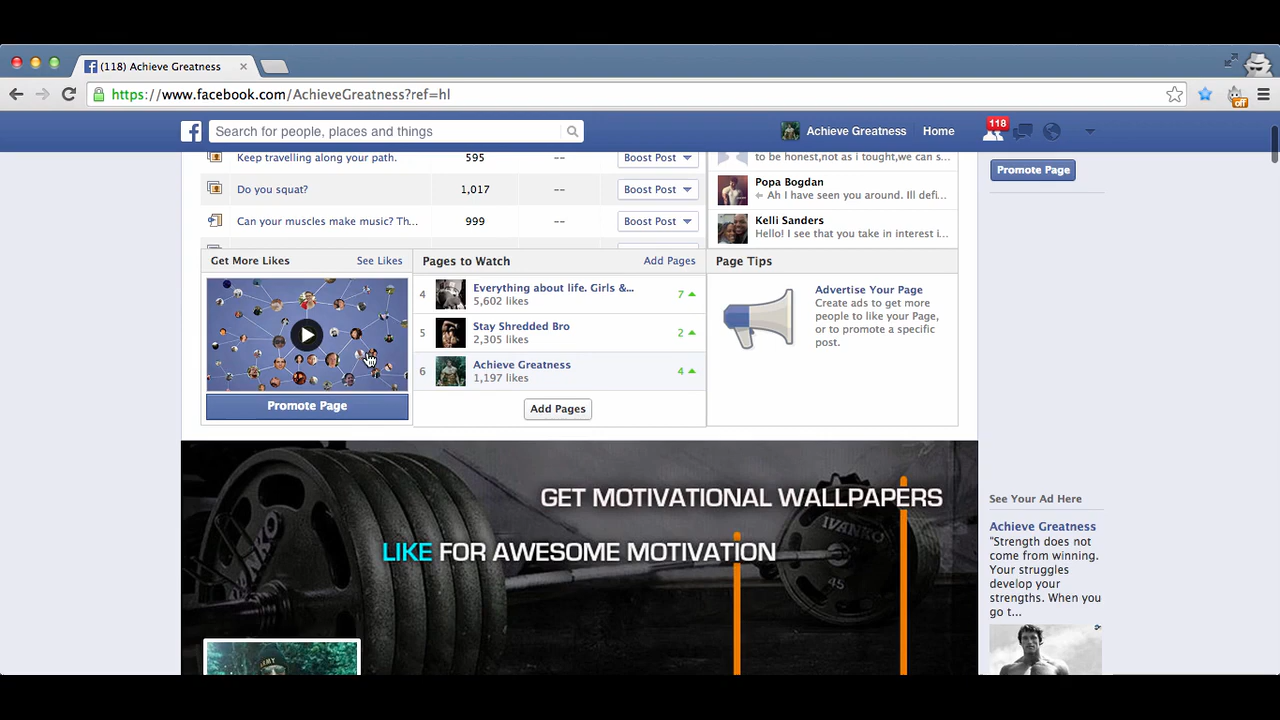 (118) Achieve Greatness
https://www.facebook.com/AchieveGreatness?ref=hl
off
Search for people, places and things
Achieve Greatness
Home
118
Keep travelling along your path.
595
--
Boost Post
Do you squat?
1,017
--
Boost Post
Can your muscles make music? Th...
999
--
Boost Post
to be honest,not as i tought,we can s...
Popa Bogdan
Ah I have seen you around. Ill defi...
Kelli Sanders
Hello! I see that you take in interest i...
Promote Page
Get More Likes
See Likes
Promote Page
Pages to Watch
Add Pages
4
Everything about life. Girls &...
5,602 likes
7
5
Stay Shredded Bro
2,305 likes
2
6
Achieve Greatness
1,197 likes
4
Add Pages
Page Tips
Advertise Your Page
Create ads to get more
people to like your Page,
or to promote a specific
post.
GET MOTIVATIONAL WALLPAPERS
LIKE FOR AWESOME MOTIVATION
IVANKO
IVANKO
45
ARMY
See Your Ad Here
Achieve Greatness
"Strength does not
come from winning.
Your struggles
develop your
strengths. When you
go t...